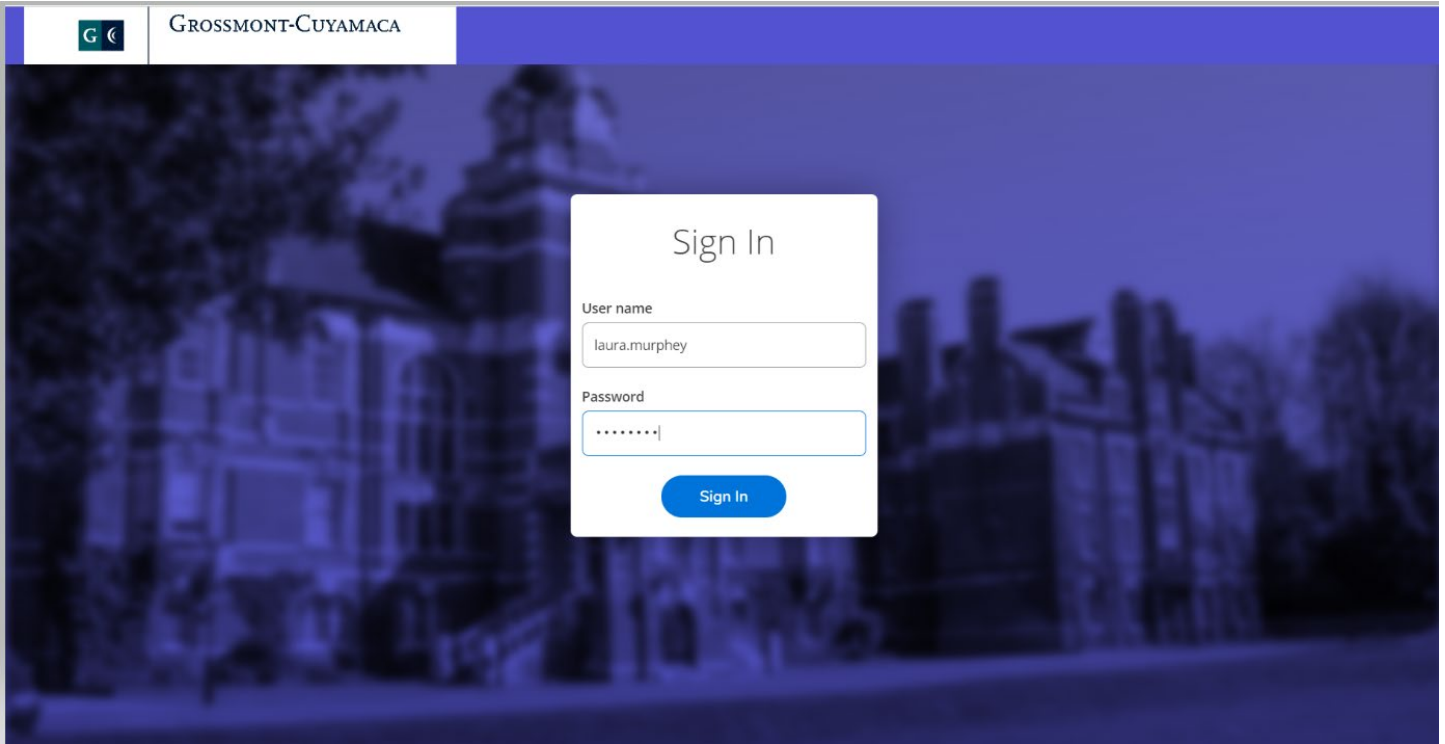 G C
GROSSMONT-CUYAMACA
Sign In
User name
laura.murphey
Password
········
Sign In